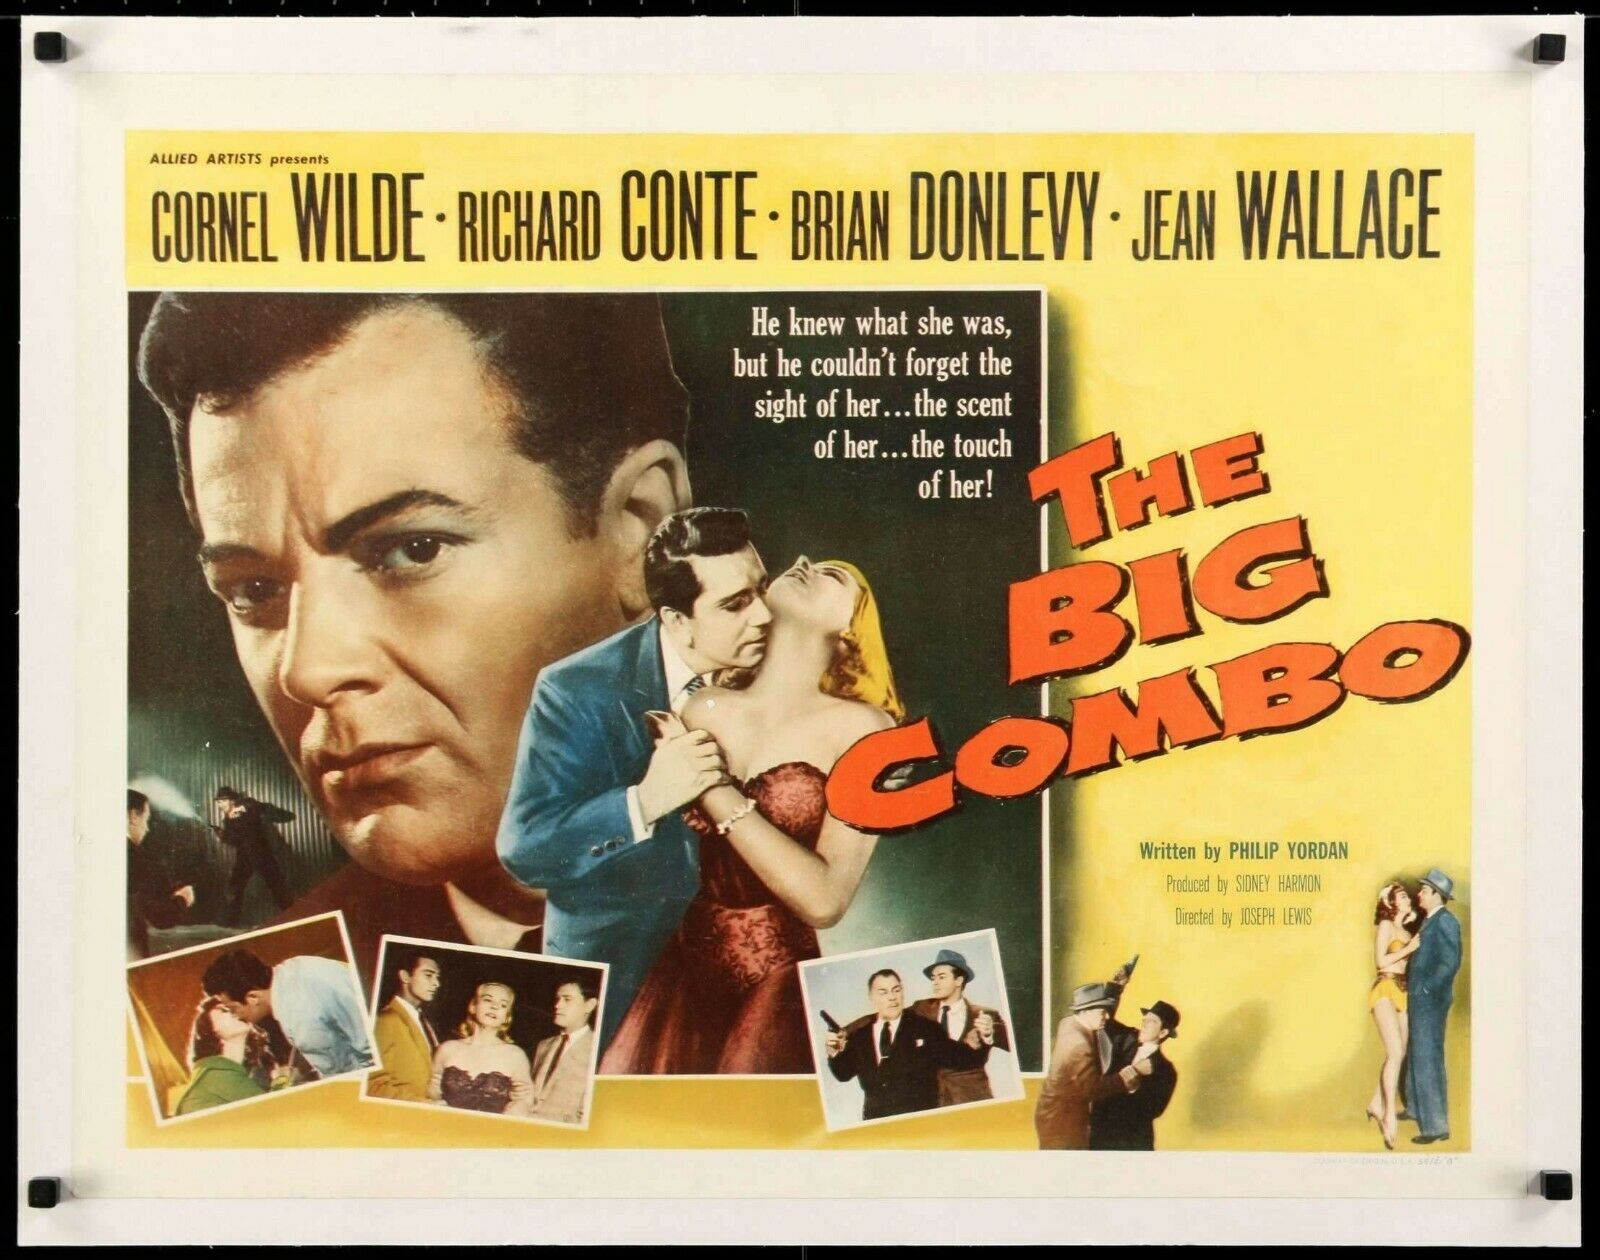 ALLIED ARTISTS presents
CORNEL WILDE · RICHARD CONTE · BRIAN DONLEVY · JEAN WALLACE
He knew what she was,
but he couldn't forget the
sight of her...the scent
of her...the touch
of her!
THE
BIG
COMBO
Written by PHILIP YORDAN
Produced by SIDNEY HARMON
Directed by JOSEPH LEWIS